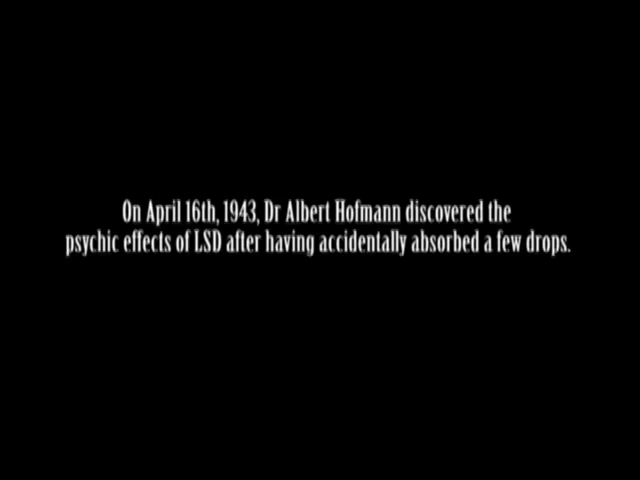 On April 16th, 1943, Dr Albert Hofmann discovered the
psychic effects of LSD after having accidentally absorbed a few drops.